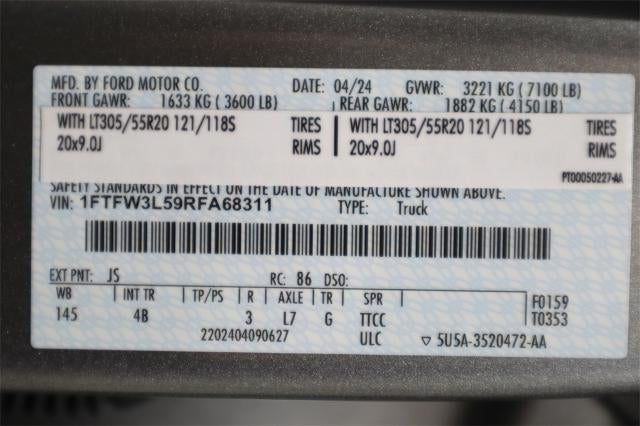 MFD. BY FORD MOTOR CO. DATE: 04/24 GVWR: 3221 KG (7100 LB)
FRONT GAWR: 1633 KG (3600 LB) REAR GAWR: 1882 KG (4150 LB)
WITH LT305/55R20 121/118S TIRES WITH LT305/55R20 121/118S TIRES
20x9.0J RIMS 20x9.0J RIMS
PT00050227-AA
SAFETY STANDARDS IN EFFECT ON THE DATE OF MANUFACTURE SHOWN ABOVE.
VIN: 1FTFW3L59RFA68311 TYPE: Truck
EXT PNT: JS RC: 86 DSO:
WB INT TR TP/PS R AXLE TR SPR F0159
145 4B 3 L7 G TTCC T0353
2202404090627 ULC ▽ 5U5A-3520472-AA